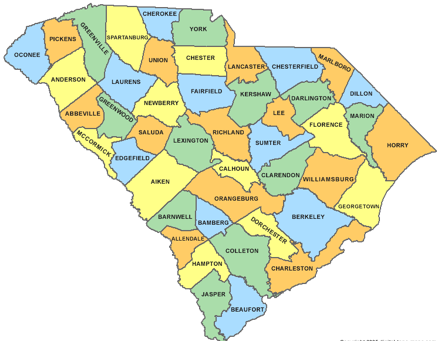 CHEROKEE
YORK
GREENVILLE
SPARTANBURG
PICKENS
OCONEE
UNION
CHESTER
LANCASTER
CHESTERFIELD
MARLBORO
ANDERSON
LAURENS
FAIRFIELD
KERSHAW
DARLINGTON
DILLON
ABBEVILLE
GREENWOOD
NEWBERRY
LEE
FLORENCE
MARION
MCCORMICK
SALUDA
LEXINGTON
RICHLAND
SUMTER
HORRY
EDGEFIELD
AIKEN
CALHOUN
CLARENDON
WILLIAMSBURG
ORANGEBURG
GEORGETOWN
BARNWELL
BAMBERG
DORCHESTER
BERKELEY
ALLENDALE
COLLETON
HAMPTON
CHARLESTON
JASPER
BEAUFORT